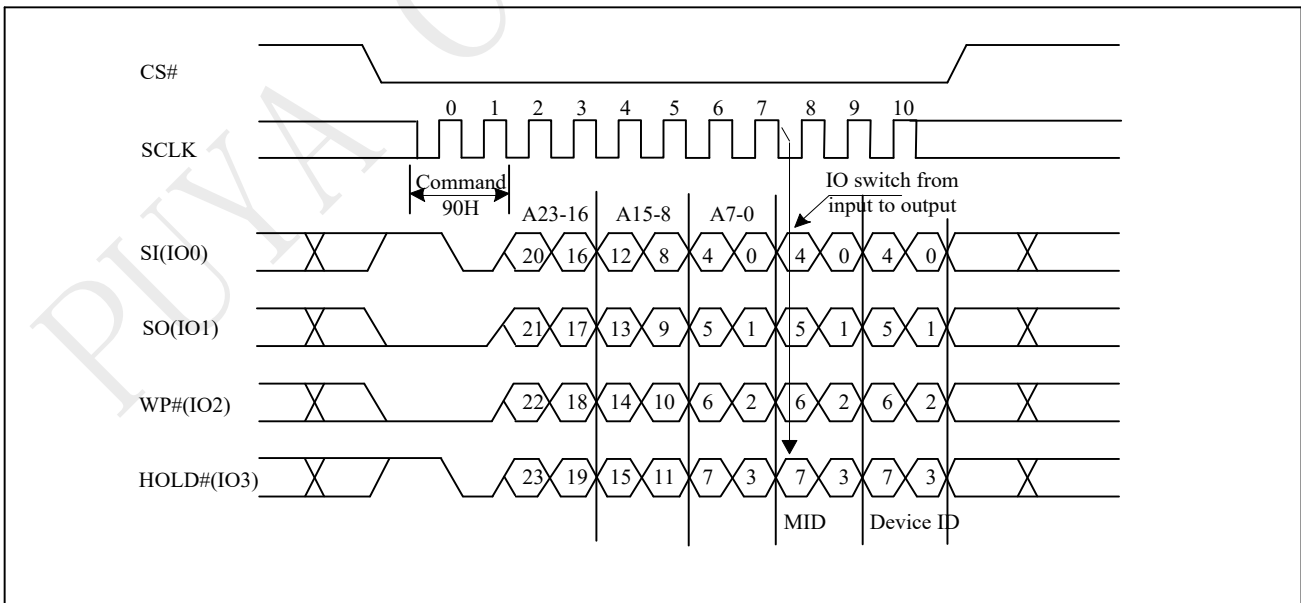 PUYA
CS#
0 1 2 3 4 5 6 7 8 9 10
SCLK
Command
90H
IO switch from
input to output
A23-16 A15-8 A7-0
SI(IO0) 20 16 12 8 4 0 4 0 4 0
SO(IO1) 21 17 13 9 5 1 5 1 5 1
WP#(IO2) 22 18 14 10 6 2 6 2 6 2
HOLD#(IO3) 23 19 15 11 7 3 7 3 7 3
MID Device ID